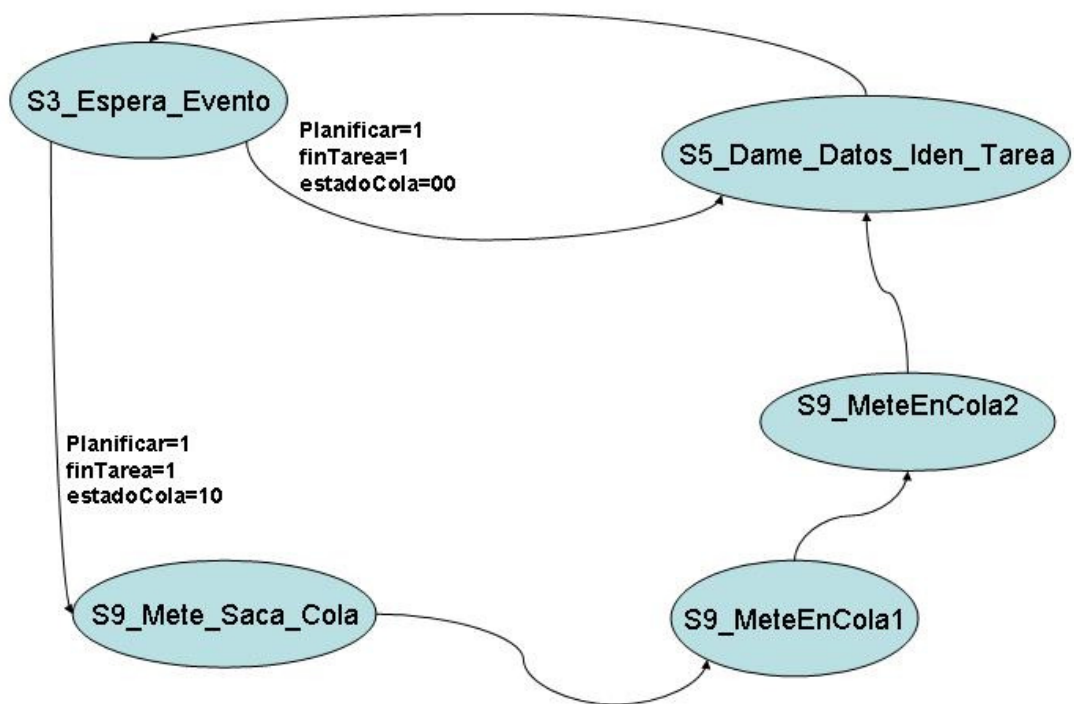 S3_Espera_Evento
Planificar=1
finTarea=1
estadoCola=00
S5_Dame_Datos_Iden_Tarea
S9_MeteEnCola2
Planificar=1
finTarea=1
estadoCola=10
S9_Mete_Saca_Cola
S9_MeteEnCola1